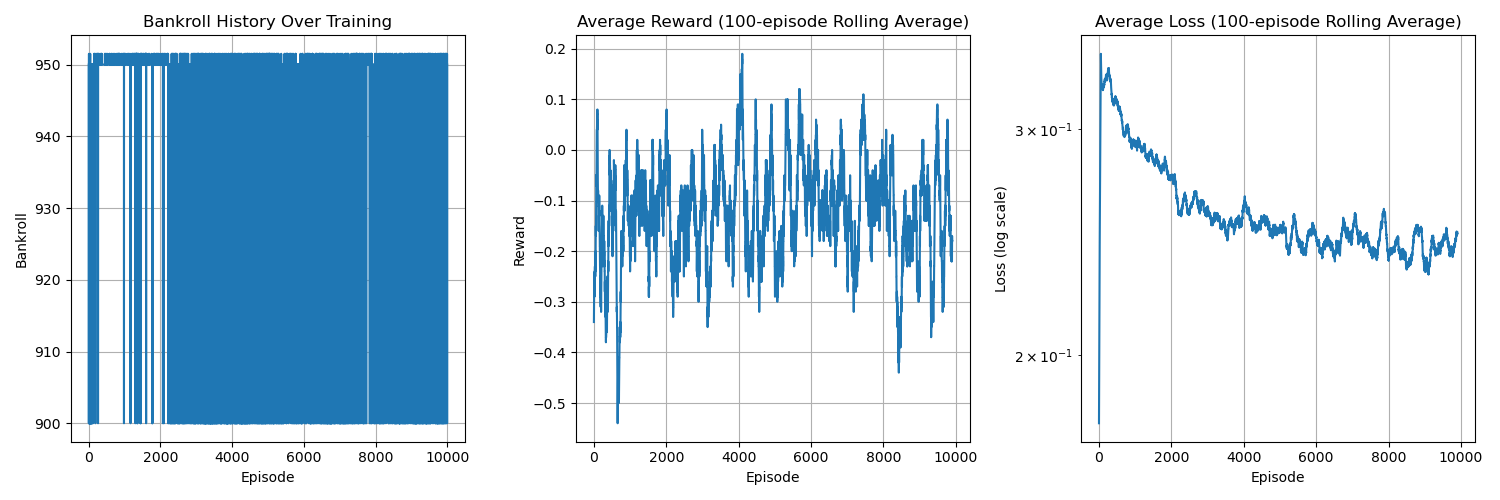 Bankroll History Over Training
950
940
930
920
910
900
Bankroll
0
2000
4000
6000
8000
10000
Episode
Average Reward (100-episode Rolling Average)
0.2
0.1
0.0
−0.1
−0.2
−0.3
−0.4
−0.5
Reward
0
2000
4000
6000
8000
10000
Episode
Average Loss (100-episode Rolling Average)
3 × 10⁻¹
2 × 10⁻¹
Loss (log scale)
0
2000
4000
6000
8000
10000
Episode